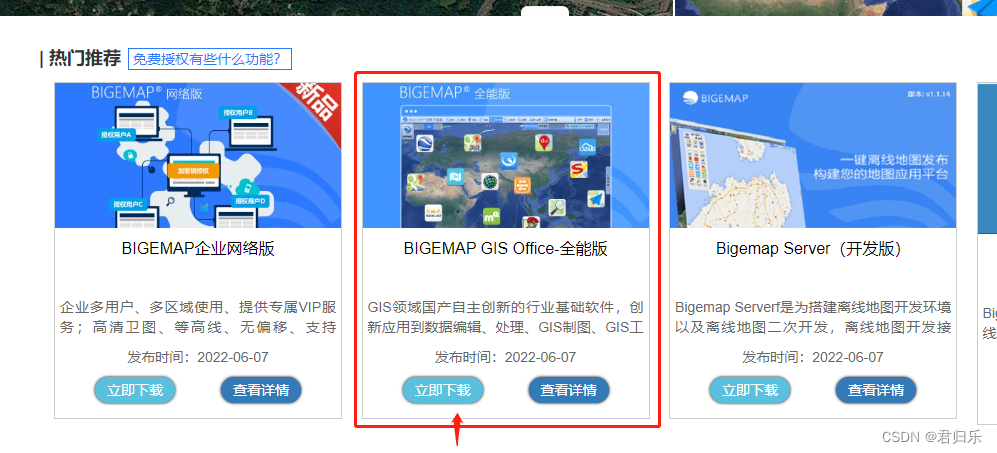 | 热门推荐 免费授权有些什么功能?
BIGEMAP® 网络版
新品
授权用户A
授权用户B
加密锁授权
授权用户C
授权用户D
BIGEMAP企业网络版
企业多用户、多区域使用、提供专属VIP服
务；高清卫图、等高线、无偏移、支持
发布时间：2022-06-07
立即下载 查看详情
BIGEMAP® 全能版
BIGEMAP GIS Office-全能版
GIS领域国产自主创新的行业基础软件，创
新应用到数据编辑、处理、GIS制图、GIS工
发布时间：2022-06-07
立即下载 查看详情
BIGEMAP
版本: v1.1.14
一键离线地图发布
构建您的地图应用平台
Bigemap Server（开发版）
Bigemap Serverf是为搭建离线地图开发环境
以及离线地图二次开发，离线地图开发接
发布时间：2022-06-07
立即下载 查看详情
Big
线
CSDN @君归乐